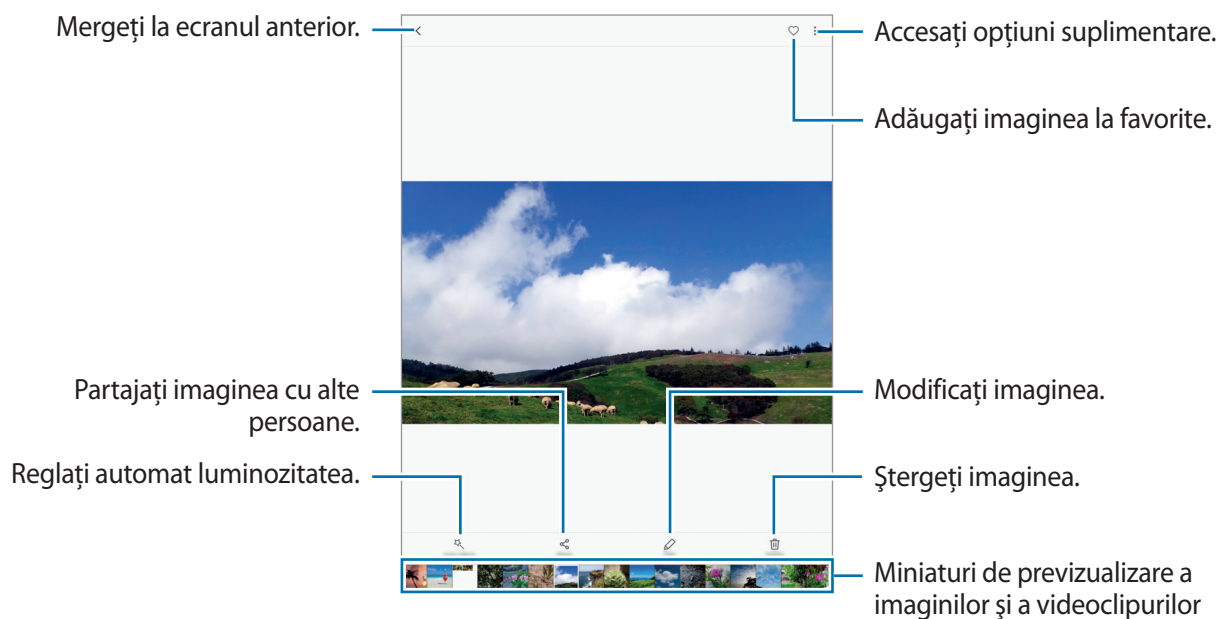 Mergeți la ecranul anterior.
Accesați opțiuni suplimentare.
Adăugați imaginea la favorite.
Partajați imaginea cu alte
persoane.
Modificați imaginea.
Reglați automat luminozitatea.
Ştergeți imaginea.
Miniaturi de previzualizare a
imaginilor şi a videoclipurilor